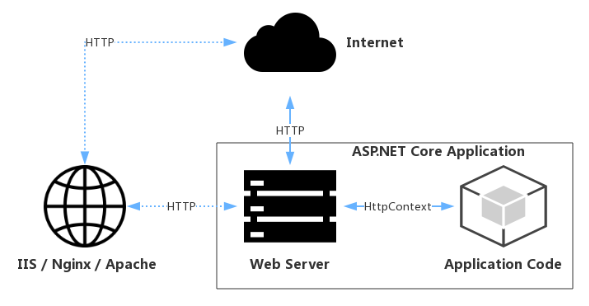 HTTP
Internet
HTTP
ASP.NET Core Application
HTTP
HttpContext
IIS / Nginx / Apache
Web Server
Application Code